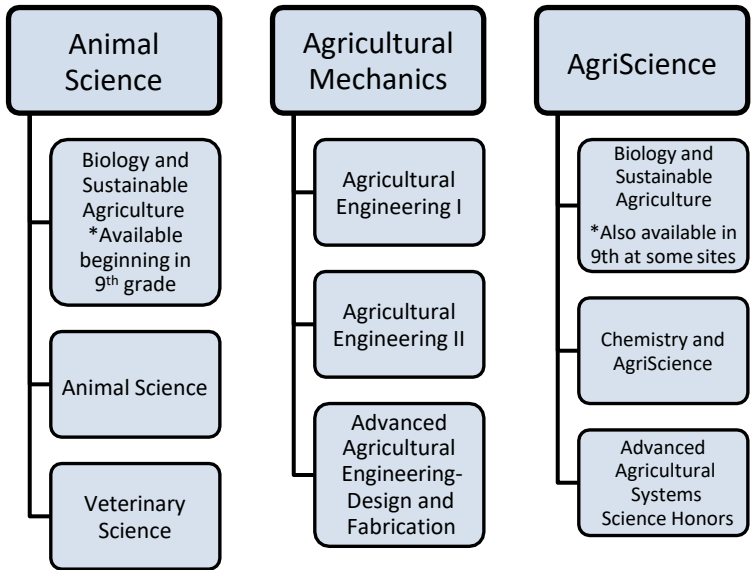 Animal
Science
Biology and
Sustainable
Agriculture
*Available
beginning in
9th grade
Animal Science
Veterinary
Science
Agricultural
Mechanics
Agricultural
Engineering I
Agricultural
Engineering II
Advanced
Agricultural
Engineering-
Design and
Fabrication
AgriScience
Biology and
Sustainable
Agriculture
*Also available in
9th at some sites
Chemistry and
AgriScience
Advanced
Agricultural
Systems
Science Honors